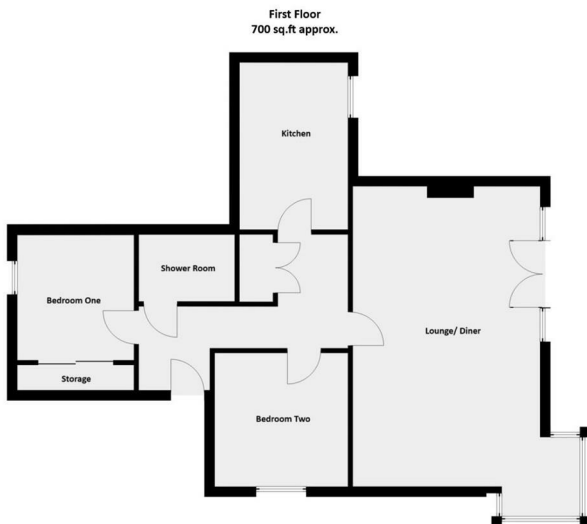 First Floor
700 sq.ft approx.
Kitchen
Shower Room
Bedroom One
Lounge/ Diner
Storage
Bedroom Two